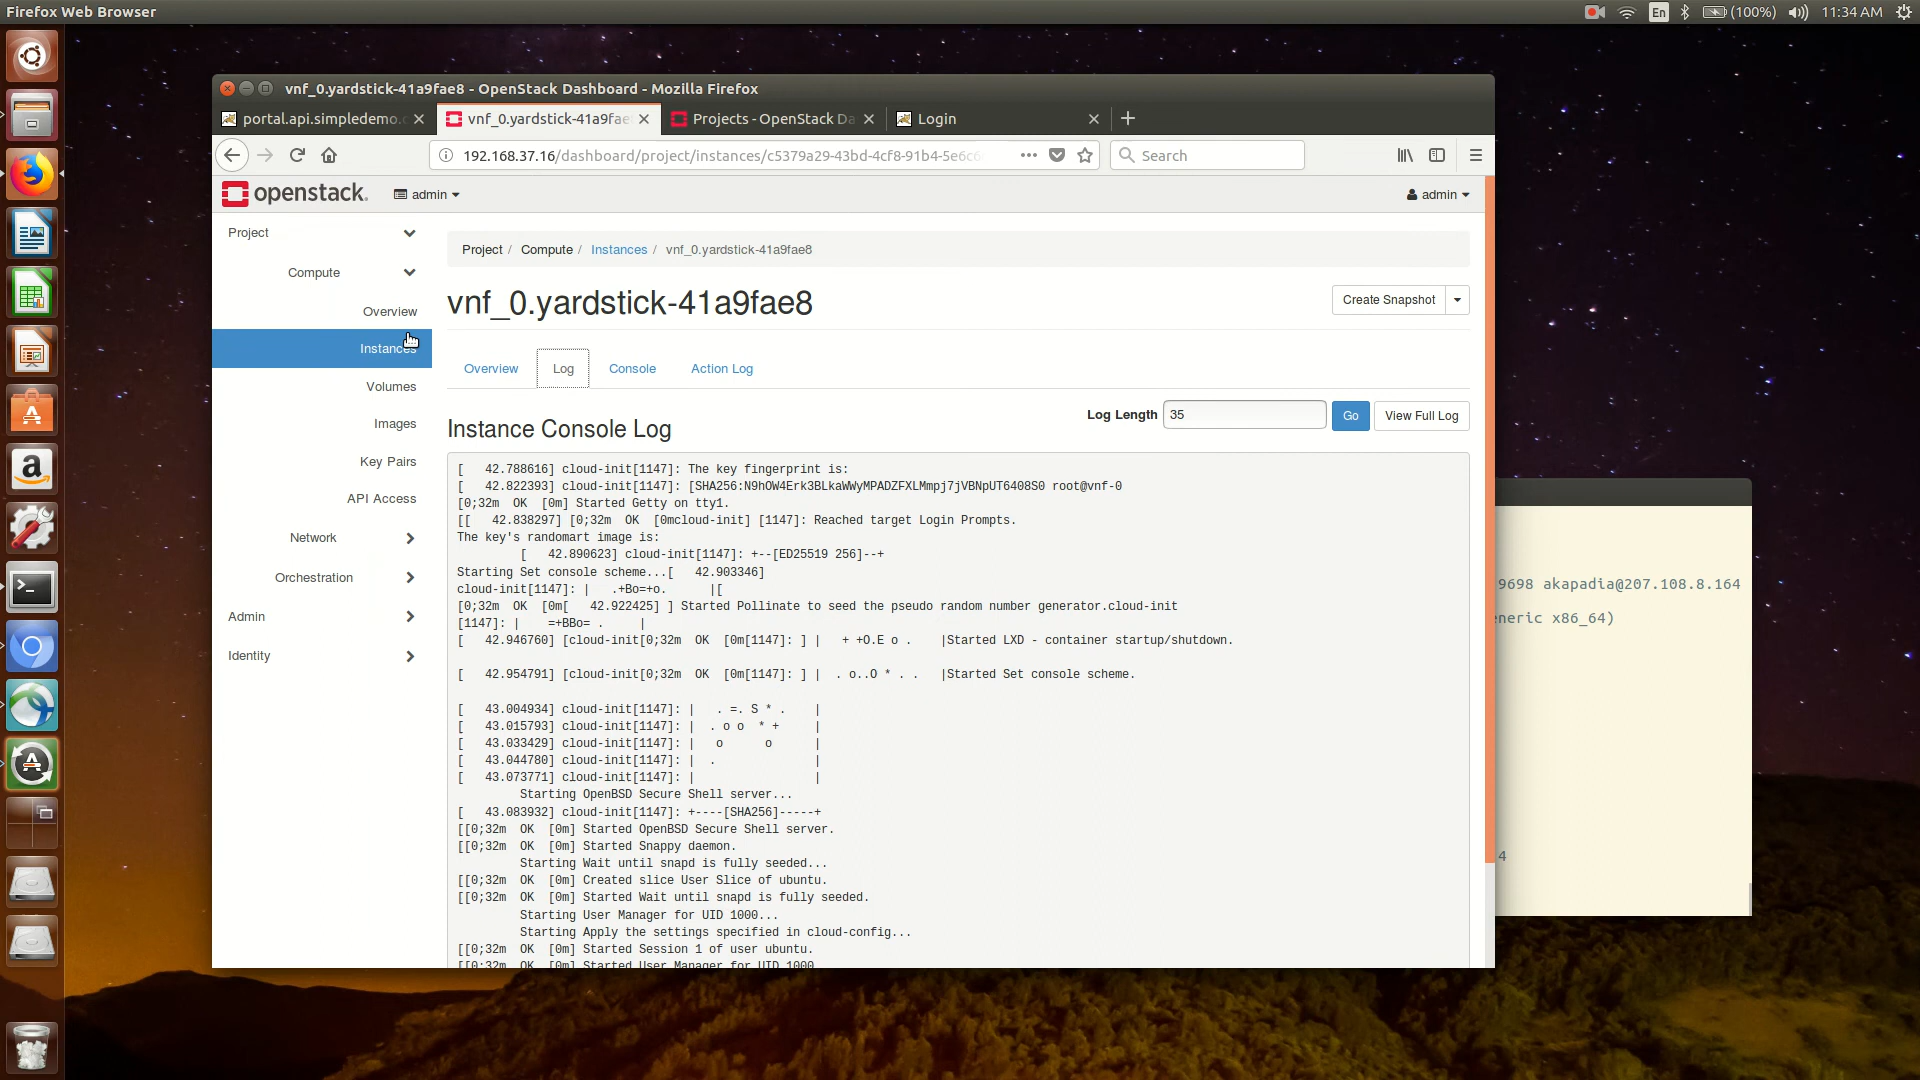 Firefox Web Browser
En
(100%)
11:34 AM
vnf_0.yardstick-41a9fae8 - OpenStack Dashboard - Mozilla Firefox
portal.api.simpledemo.
vnf_0.yardstick-41a9fae
Projects - OpenStack Da
Login
192.168.37.16/dashboard/project/instances/c5379a29-43bd-4cf8-91b4-5e6c6
Search
openstack.
admin
admin
Project
Compute
Overview
Instances
Volumes
Images
Key Pairs
API Access
Network
Orchestration
Admin
Identity
Project / Compute / Instances / vnf_0.yardstick-41a9fae8
vnf_0.yardstick-41a9fae8
Create Snapshot
Overview
Log
Console
Action Log
Instance Console Log
Log Length
35
Go
View Full Log
[   42.788616] cloud-init[1147]: The key fingerprint is:
[   42.822393] cloud-init[1147]: [SHA256:N9hOW4Erk3BLkaWWyMPADZFXLMmpj7jVBNpUT6408S0 root@vnf-0
[0;32m  OK  [0m] Started Getty on tty1.
[[   42.838297] [0;32m  OK  [0mcloud-init] [1147]: Reached target Login Prompts.
The key's randomart image is:
[   42.890623] cloud-init[1147]: +--[ED25519 256]--+
Starting Set console scheme...[   42.903346]
cloud-init[1147]: |   .+Bo=+o.      |[
[0;32m  OK  [0m[   42.922425] ] Started Pollinate to seed the pseudo random number generator.cloud-init
[1147]: |    =+BBo= .     |
[   42.946760] [cloud-init[0;32m  OK  [0m[1147]: ] |   + +O.E o .    |Started LXD - container startup/shutdown.
[   42.954791] [cloud-init[0;32m  OK  [0m[1147]: ] |  . o..O * . .   |Started Set console scheme.
[   43.004934] cloud-init[1147]: |   . =. S * .    |
[   43.015793] cloud-init[1147]: |  . o o  * +     |
[   43.033429] cloud-init[1147]: |   o      o      |
[   43.044780] cloud-init[1147]: |  .              |
[   43.073771] cloud-init[1147]: |                 |
Starting OpenBSD Secure Shell server...
[   43.083932] cloud-init[1147]: +----[SHA256]-----+
[[0;32m  OK  [0m] Started OpenBSD Secure Shell server.
[[0;32m  OK  [0m] Started Snappy daemon.
Starting Wait until snapd is fully seeded...
[[0;32m  OK  [0m] Created slice User Slice of ubuntu.
[[0;32m  OK  [0m] Started Wait until snapd is fully seeded.
Starting User Manager for UID 1000...
Starting Apply the settings specified in cloud-config...
[[0;32m  OK  [0m] Started Session 1 of user ubuntu.
[[0;32m  OK  [0m] Started User Manager for UID 1000
9698 akapadia@207.108.8.164
neric x86_64)
4